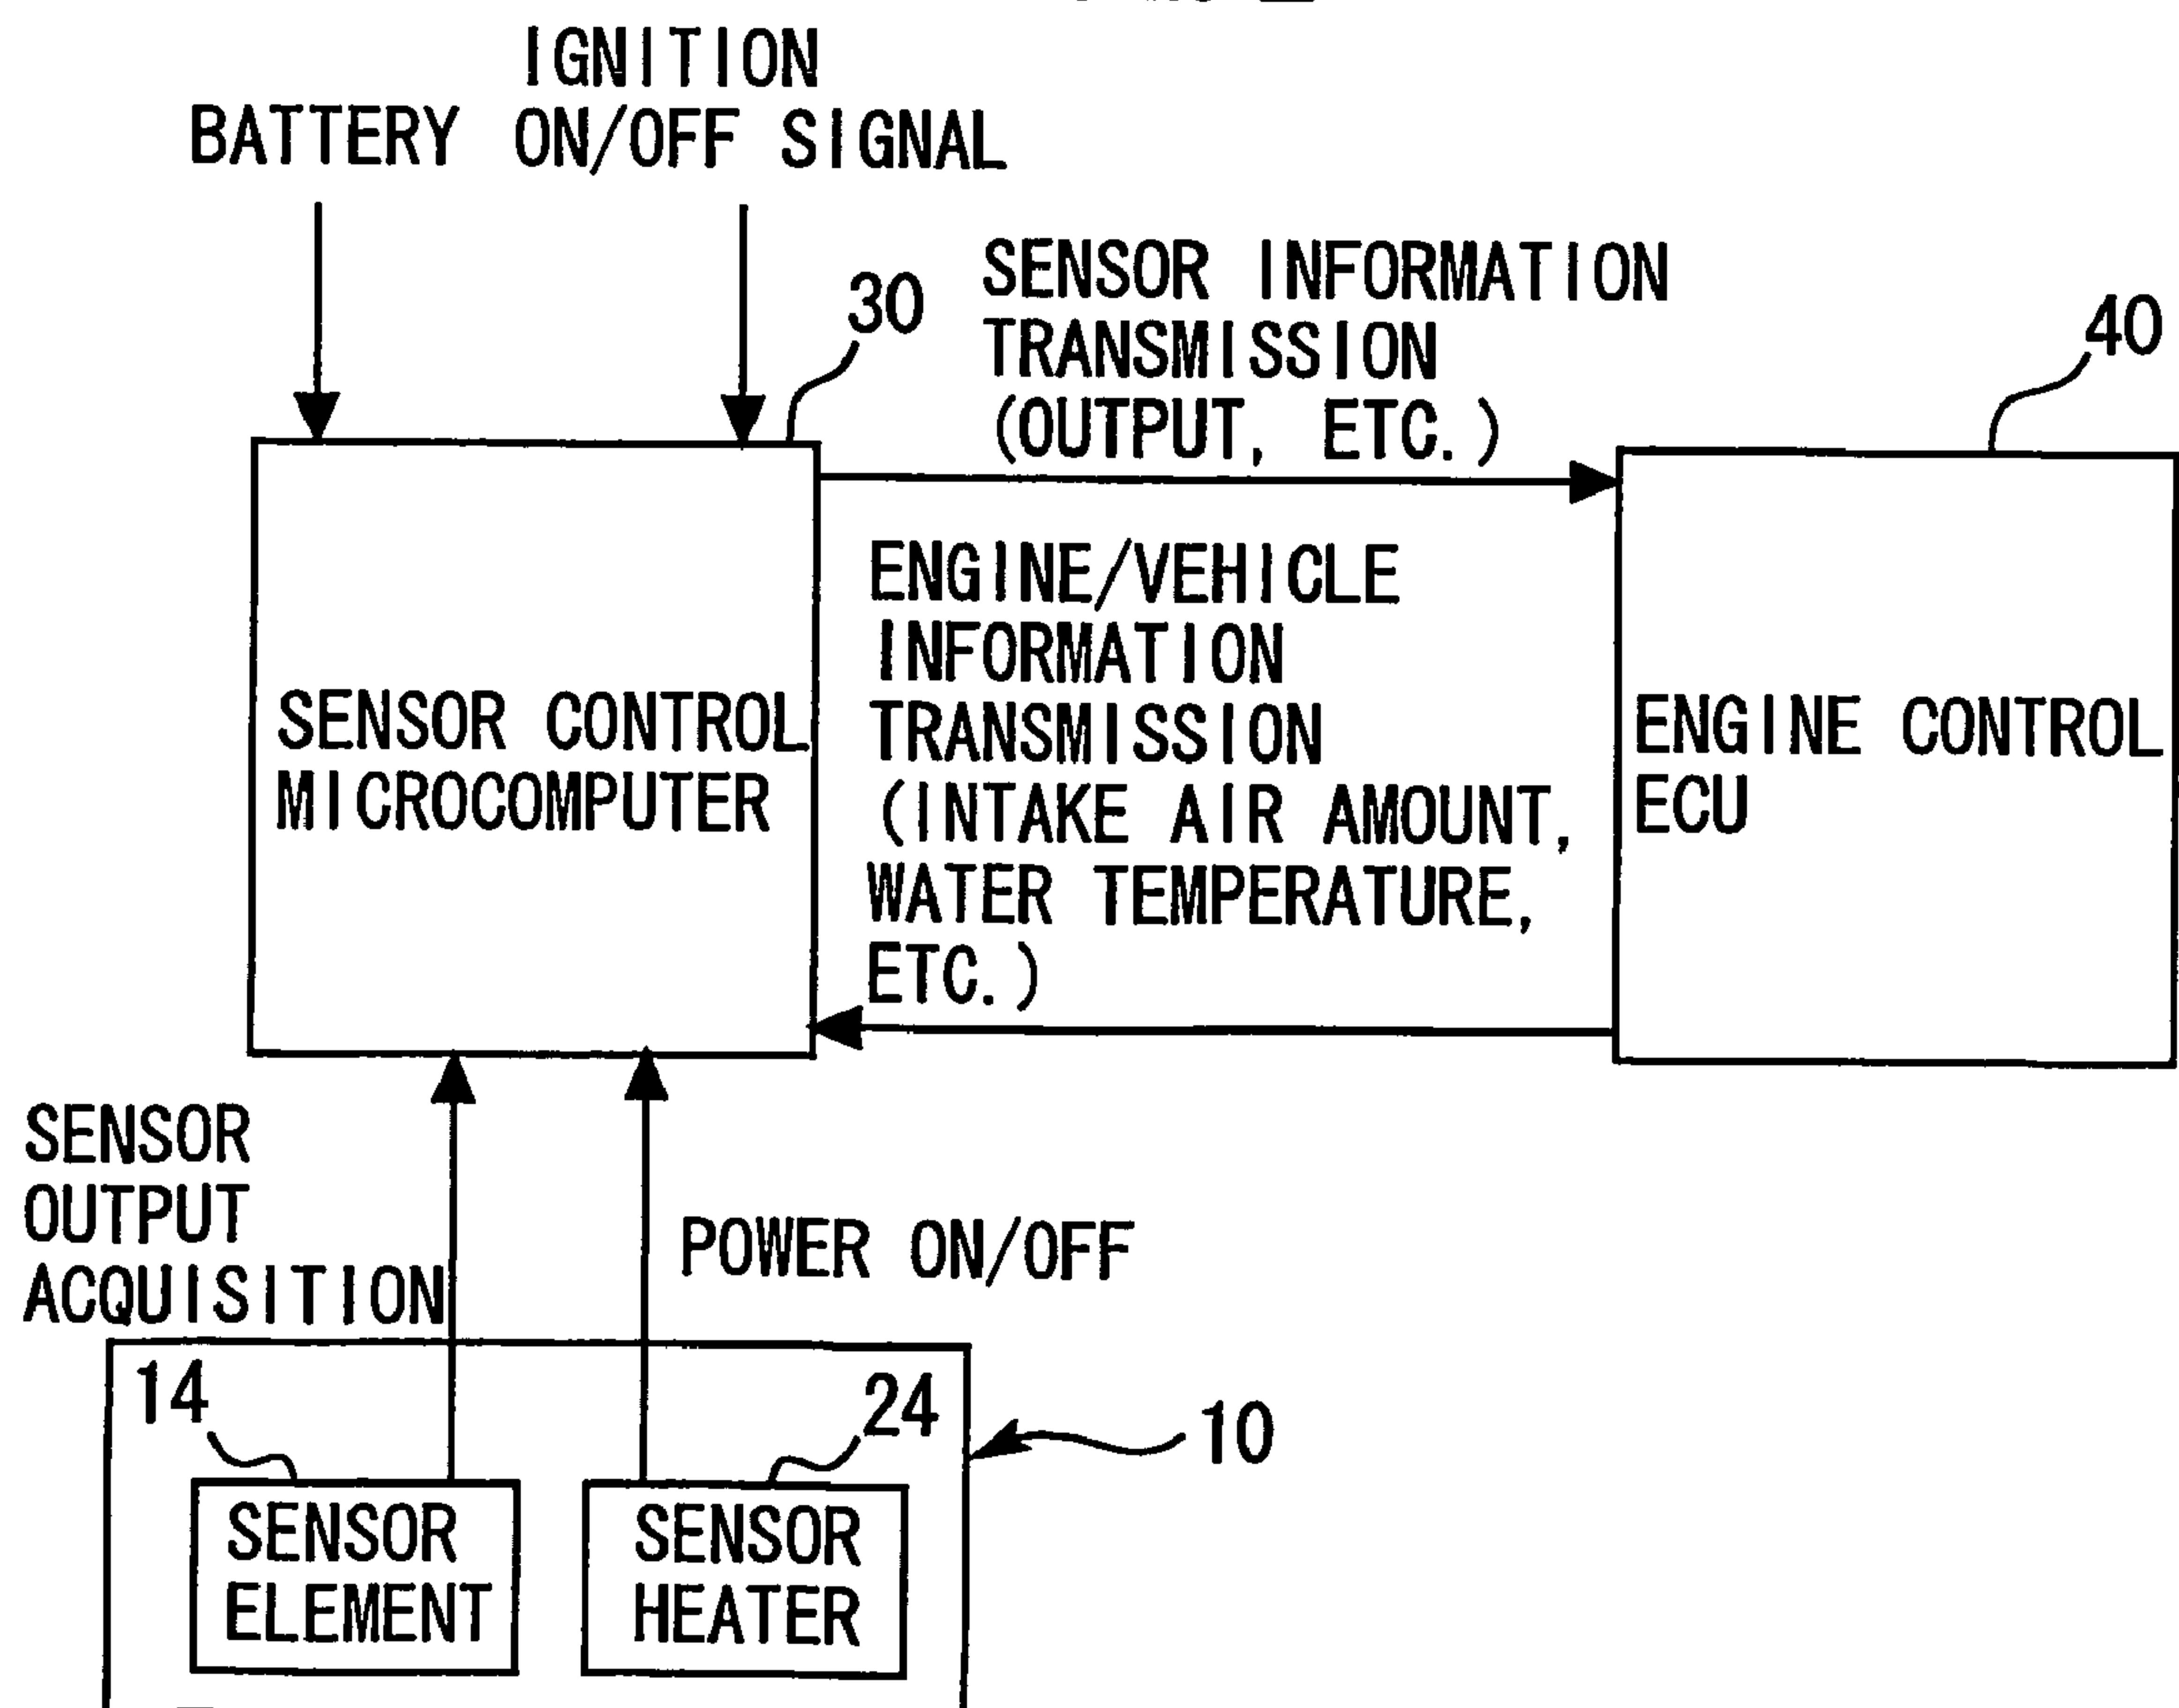 IGNITION
BATTERY ON/OFF SIGNAL
30
SENSOR INFORMATION
TRANSMISSION
(OUTPUT, ETC.)
40
ENGINE/VEHICLE
INFORMATION
TRANSMISSION
(INTAKE AIR AMOUNT,
WATER TEMPERATURE,
ETC.)
SENSOR CONTROL
MICROCOMPUTER
ENGINE CONTROL
ECU
SENSOR
OUTPUT
ACQUISITION
POWER ON/OFF
14
24
10
SENSOR
ELEMENT
SENSOR
HEATER